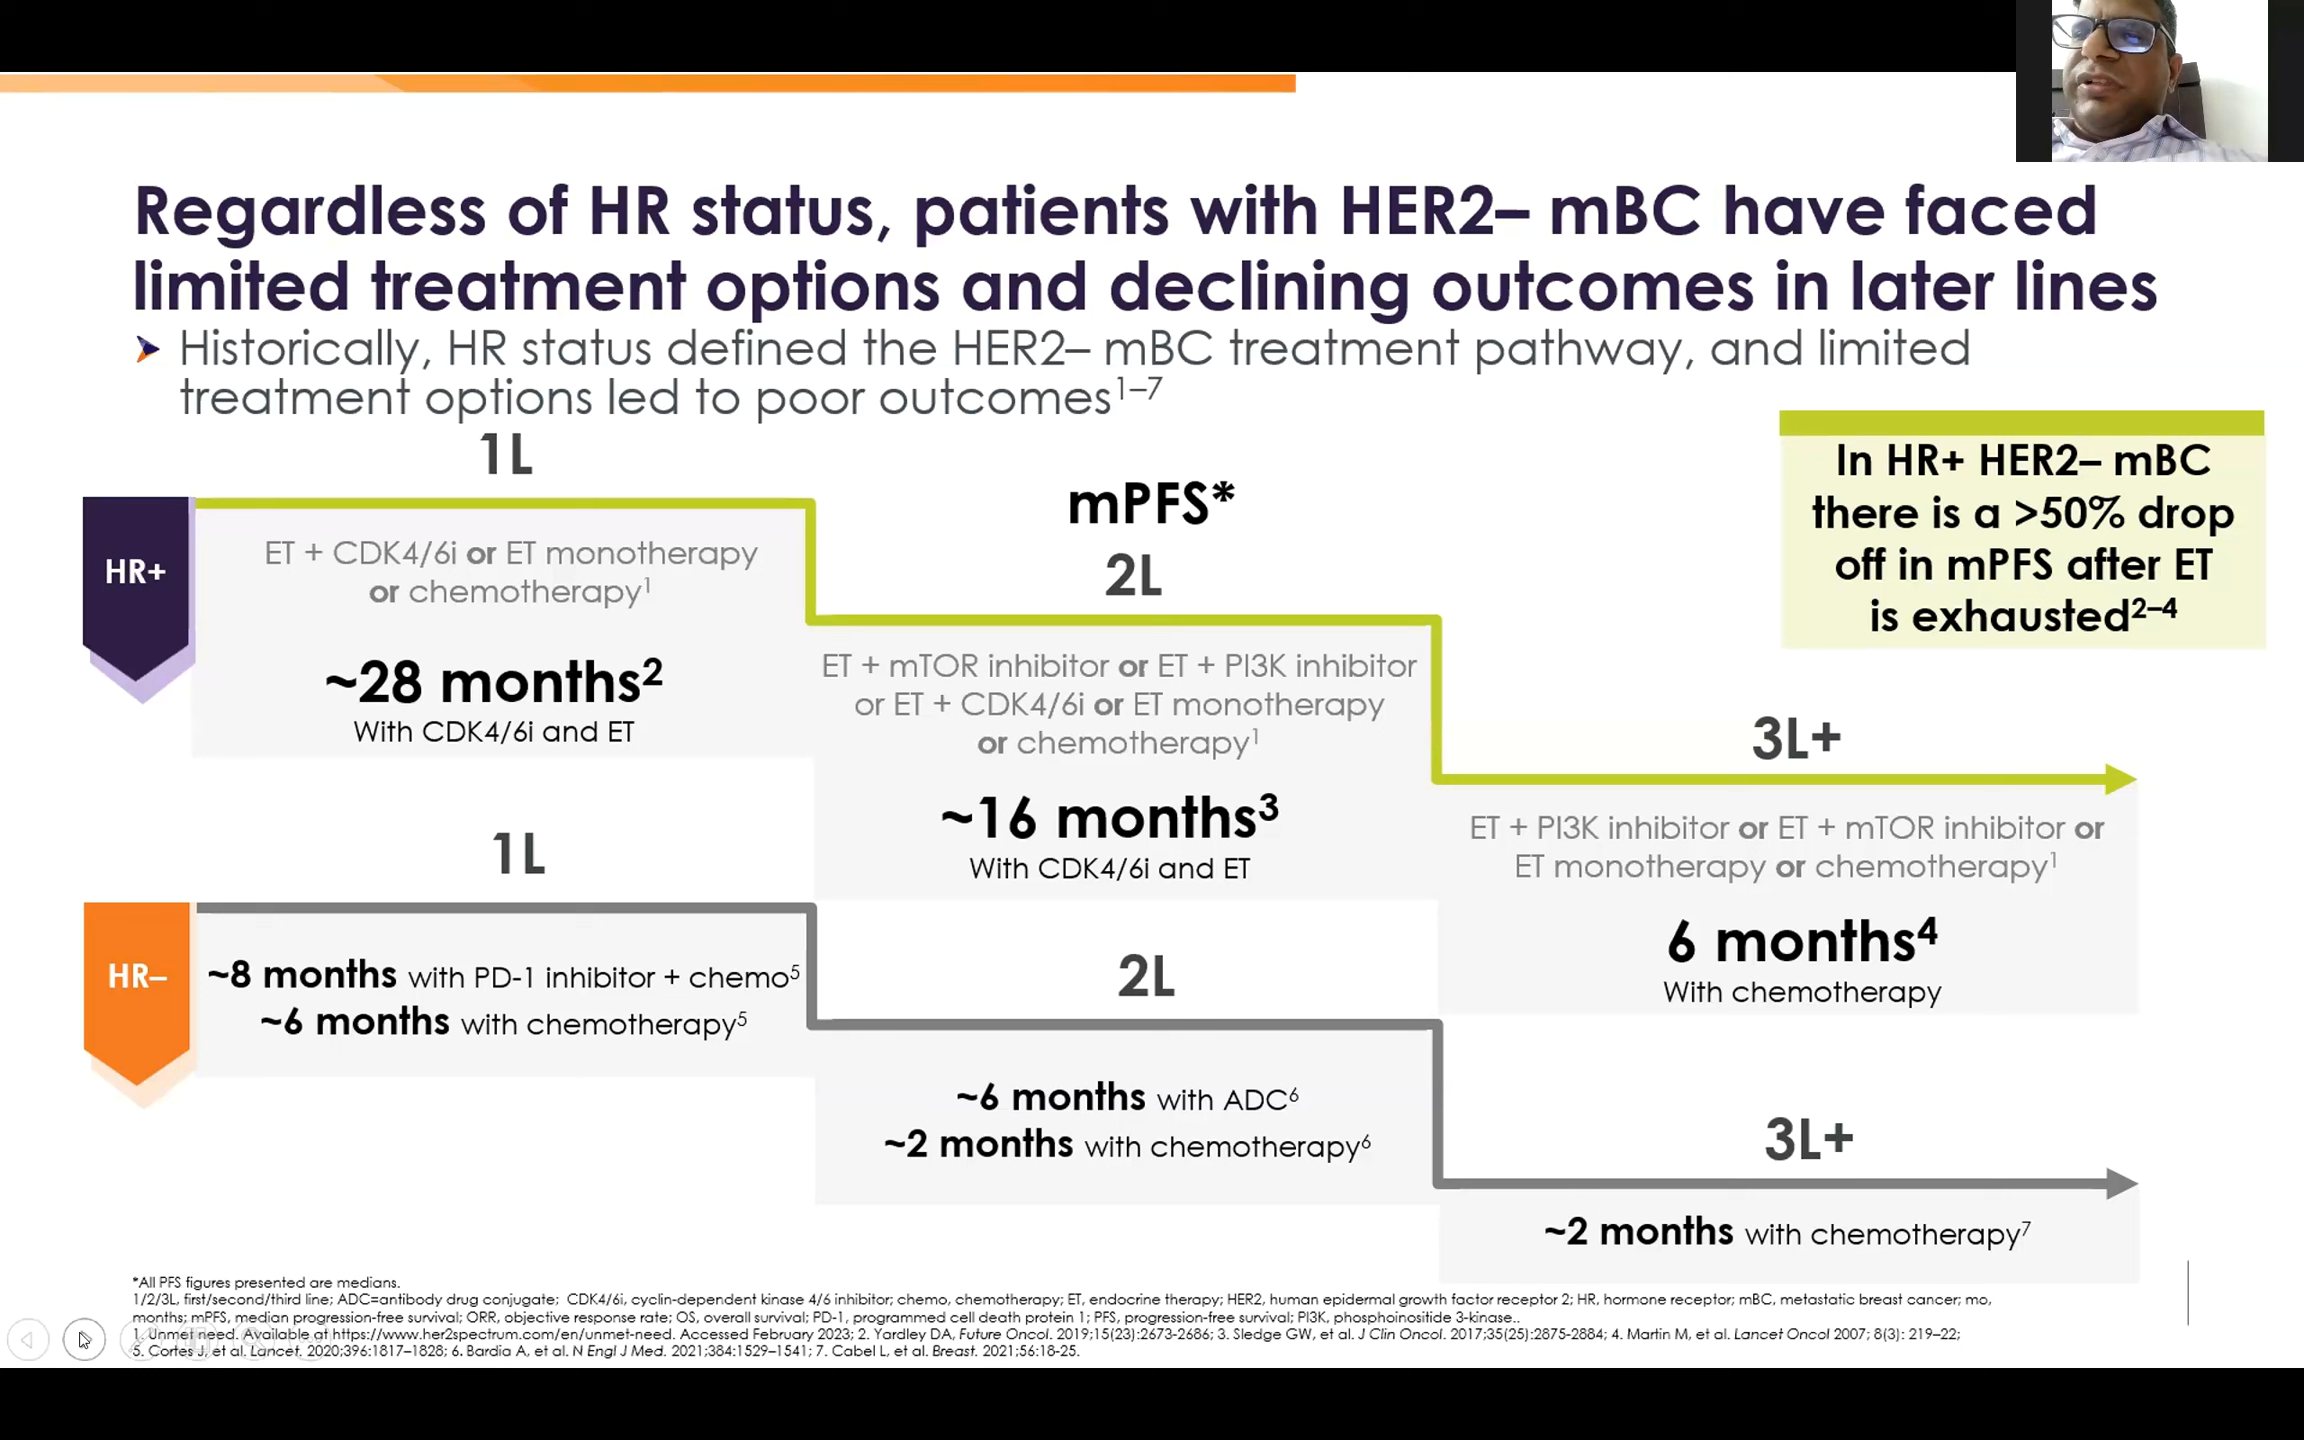 Regardless of HR status, patients with HER2– mBC have faced
limited treatment options and declining outcomes in later lines
Historically, HR status defined the HER2– mBC treatment pathway, and limited
treatment options led to poor outcomes1–7
In HR+ HER2– mBC
there is a >50% drop
off in mPFS after ET
is exhausted2–4
mPFS*
HR+
1L
ET + CDK4/6i or ET monotherapy
or chemotherapy1
~28 months2
With CDK4/6i and ET
2L
ET + mTOR inhibitor or ET + PI3K inhibitor
or ET + CDK4/6i or ET monotherapy
or chemotherapy1
~16 months3
With CDK4/6i and ET
3L+
ET + PI3K inhibitor or ET + mTOR inhibitor or
ET monotherapy or chemotherapy1
6 months4
With chemotherapy
HR–
1L
~8 months with PD-1 inhibitor + chemo5
~6 months with chemotherapy5
2L
~6 months with ADC6
~2 months with chemotherapy6
3L+
~2 months with chemotherapy7
*All PFS figures presented are medians.
1/2/3L, first/second/third line; ADC=antibody drug conjugate; CDK4/6i, cyclin-dependent kinase 4/6 inhibitor; chemo, chemotherapy; ET, endocrine therapy; HER2, human epidermal growth factor receptor 2; HR, hormone receptor; mBC, metastatic breast cancer; mo,
months; mPFS, median progression-free survival; ORR, objective response rate; OS, overall survival; PD-1, programmed cell death protein 1; PFS, progression-free survival; PI3K, phosphoinositide 3-kinase..
1. Unmet need. Available at https://www.her2spectrum.com/en/unmet-need. Accessed February 2023; 2. Yardley DA, Future Oncol. 2019;15(23):2673-2686; 3. Sledge GW, et al. J Clin Oncol. 2017;35(25):2875-2884; 4. Martin M, et al. Lancet Oncol 2007; 8(3): 219–22;
5. Cortes J, et al. Lancet. 2020;396:1817–1828; 6. Bardia A, et al. N Engl J Med. 2021;384:1529–1541; 7. Cabel L, et al. Breast. 2021;56:18-25.